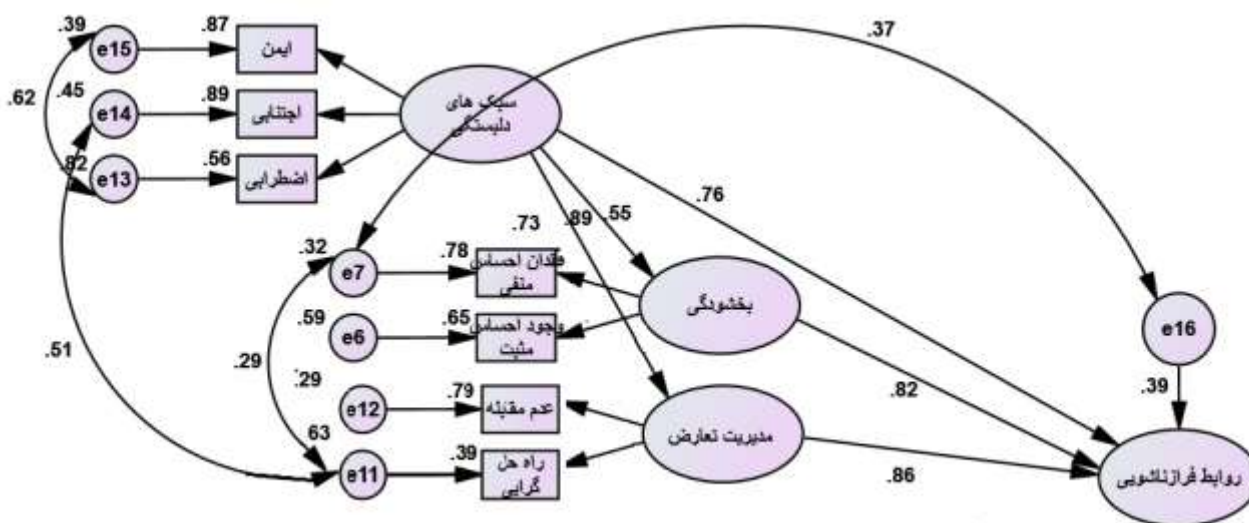 .39
.87
e15
ایمن
.37
.62
.45
.89
e14
اجتنابی
سبک های
دلبستگی
.82
.56
e13
اضطرابی
.76
.89
.55
.73
.32
.78
e7
فقدان احساس
منفی
بخشودگی
.59
.65
e6
وجود احساس
مثبت
e16
.51
.29
.29
.79
e12
عدم مقابله
.39
.82
مدیریت تعارض
63
.39
e11
راه حل
گرایی
.86
روابط فرازناشویی